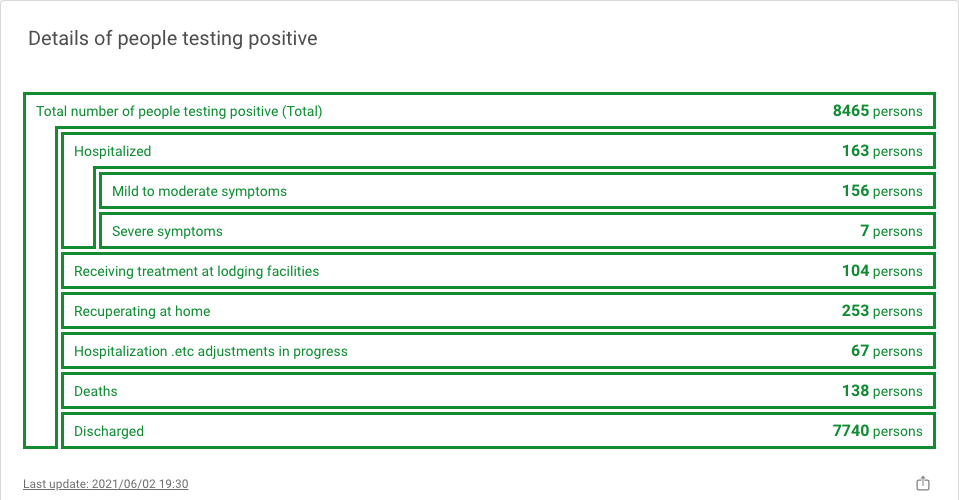 Details of people testing positive
Total number of people testing positive (Total) 8465 persons
Hospitalized 163 persons
Mild to moderate symptoms 156 persons
Severe symptoms 7 persons
Receiving treatment at lodging facilities 104 persons
Recuperating at home 253 persons
Hospitalization .etc adjustments in progress 67 persons
Deaths 138 persons
Discharged 7740 persons
Last update: 2021/06/02 19:30